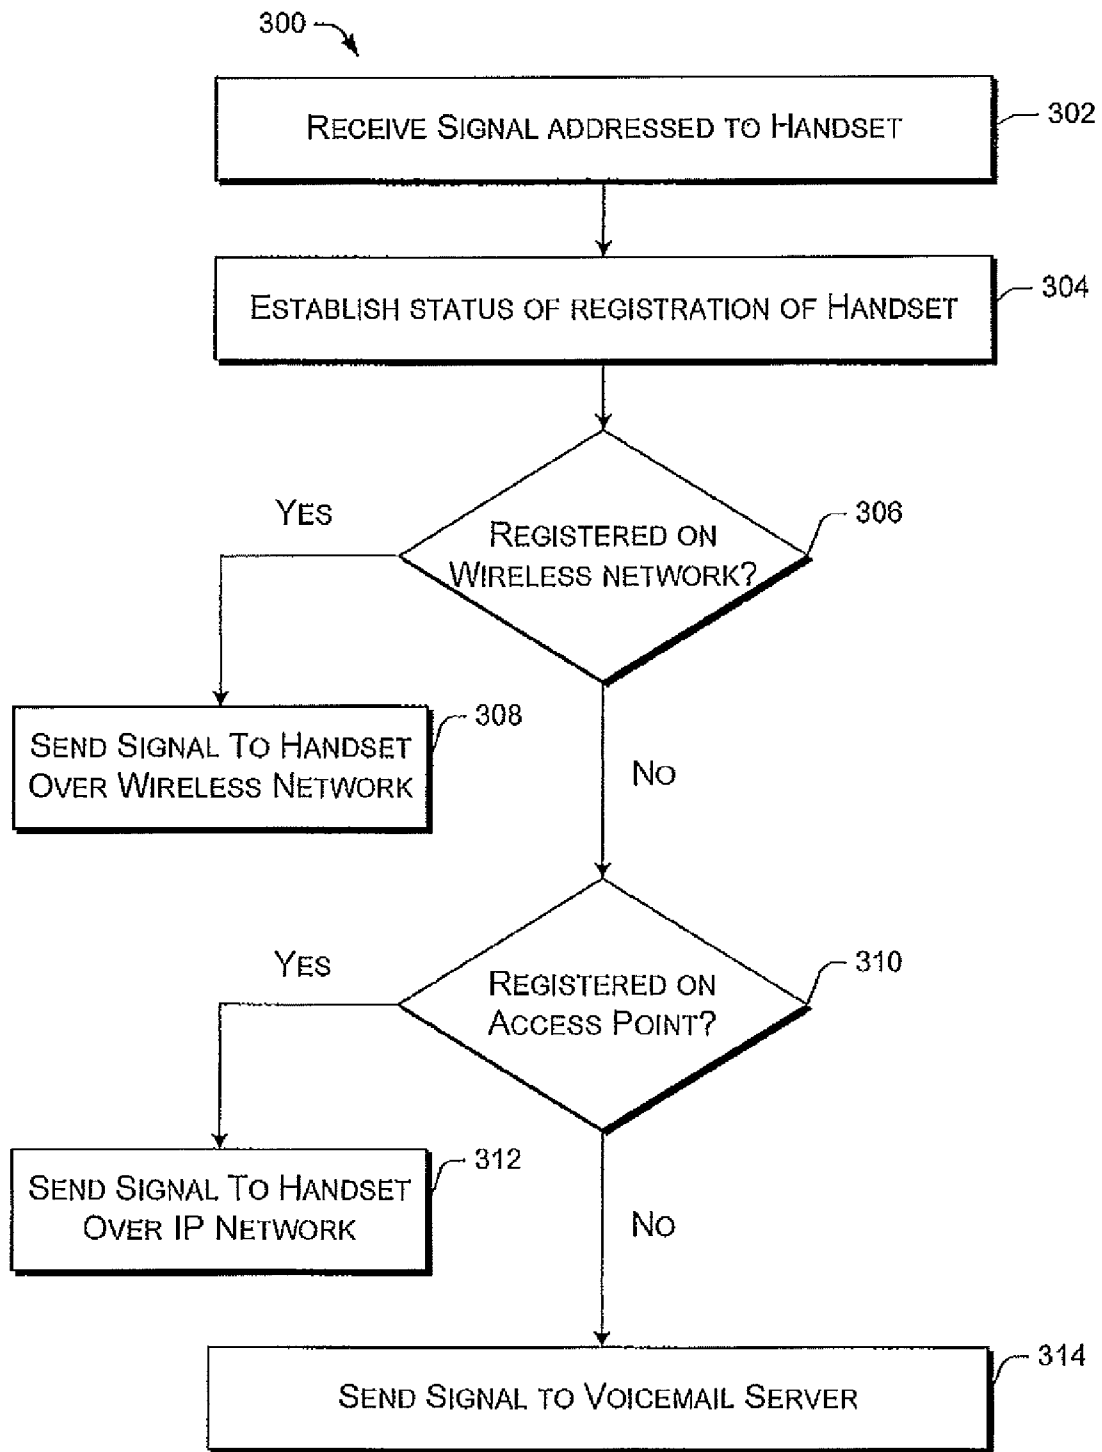 300
RECEIVE SIGNAL ADDRESSED TO HANDSET
302
ESTABLISH STATUS OF REGISTRATION OF HANDSET
304
REGISTERED ON
WIRELESS NETWORK?
306
YES
SEND SIGNAL TO HANDSET
OVER WIRELESS NETWORK
308
NO
REGISTERED ON
ACCESS POINT?
310
YES
SEND SIGNAL TO HANDSET
OVER IP NETWORK
312
NO
SEND SIGNAL TO VOICEMAIL SERVER
314